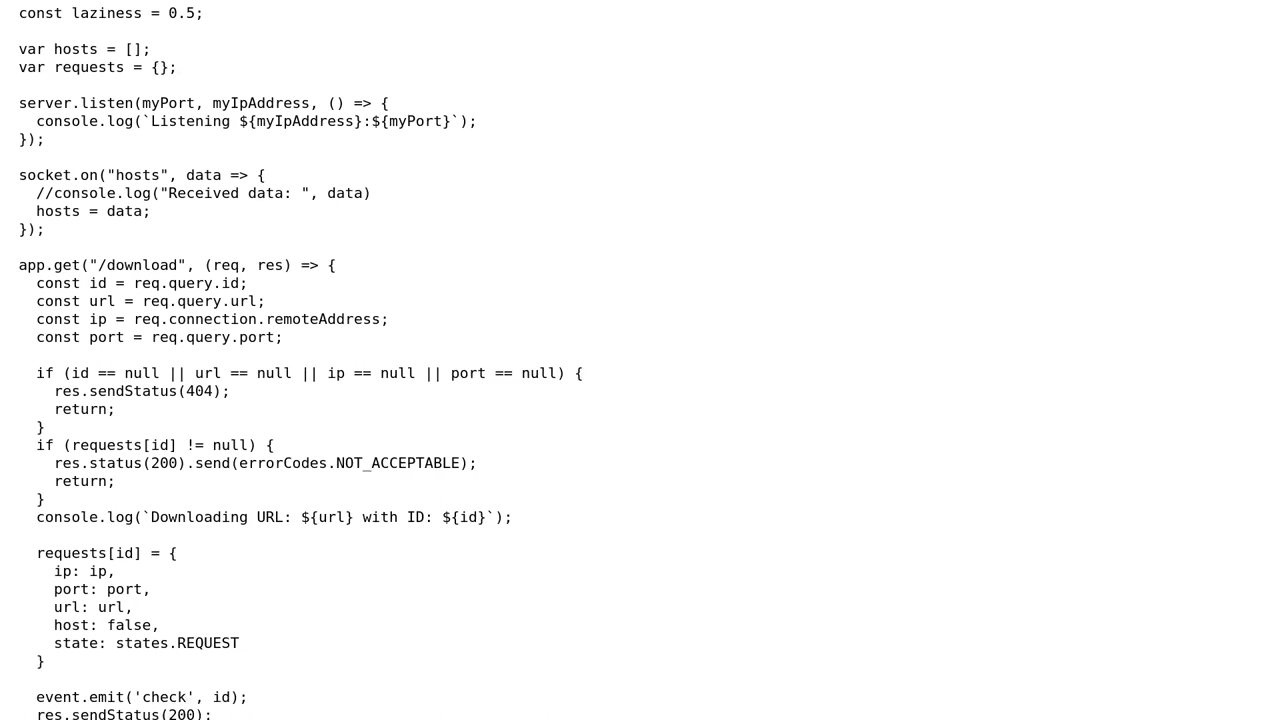 const laziness = 0.5;

var hosts = [];
var requests = {};

server.listen(myPort, myIpAddress, () => {
  console.log(`Listening ${myIpAddress}:${myPort}`);
});

socket.on("hosts", data => {
  //console.log("Received data: ", data)
  hosts = data;
});

app.get("/download", (req, res) => {
  const id = req.query.id;
  const url = req.query.url;
  const ip = req.connection.remoteAddress;
  const port = req.query.port;

  if (id == null || url == null || ip == null || port == null) {
    res.sendStatus(404);
    return;
  }
  if (requests[id] != null) {
    res.status(200).send(errorCodes.NOT_ACCEPTABLE);
    return;
  }
  console.log(`Downloading URL: ${url} with ID: ${id}`);

  requests[id] = {
    ip: ip,
    port: port,
    url: url,
    host: false,
    state: states.REQUEST
  }

  event.emit('check', id);
  res.sendStatus(200);